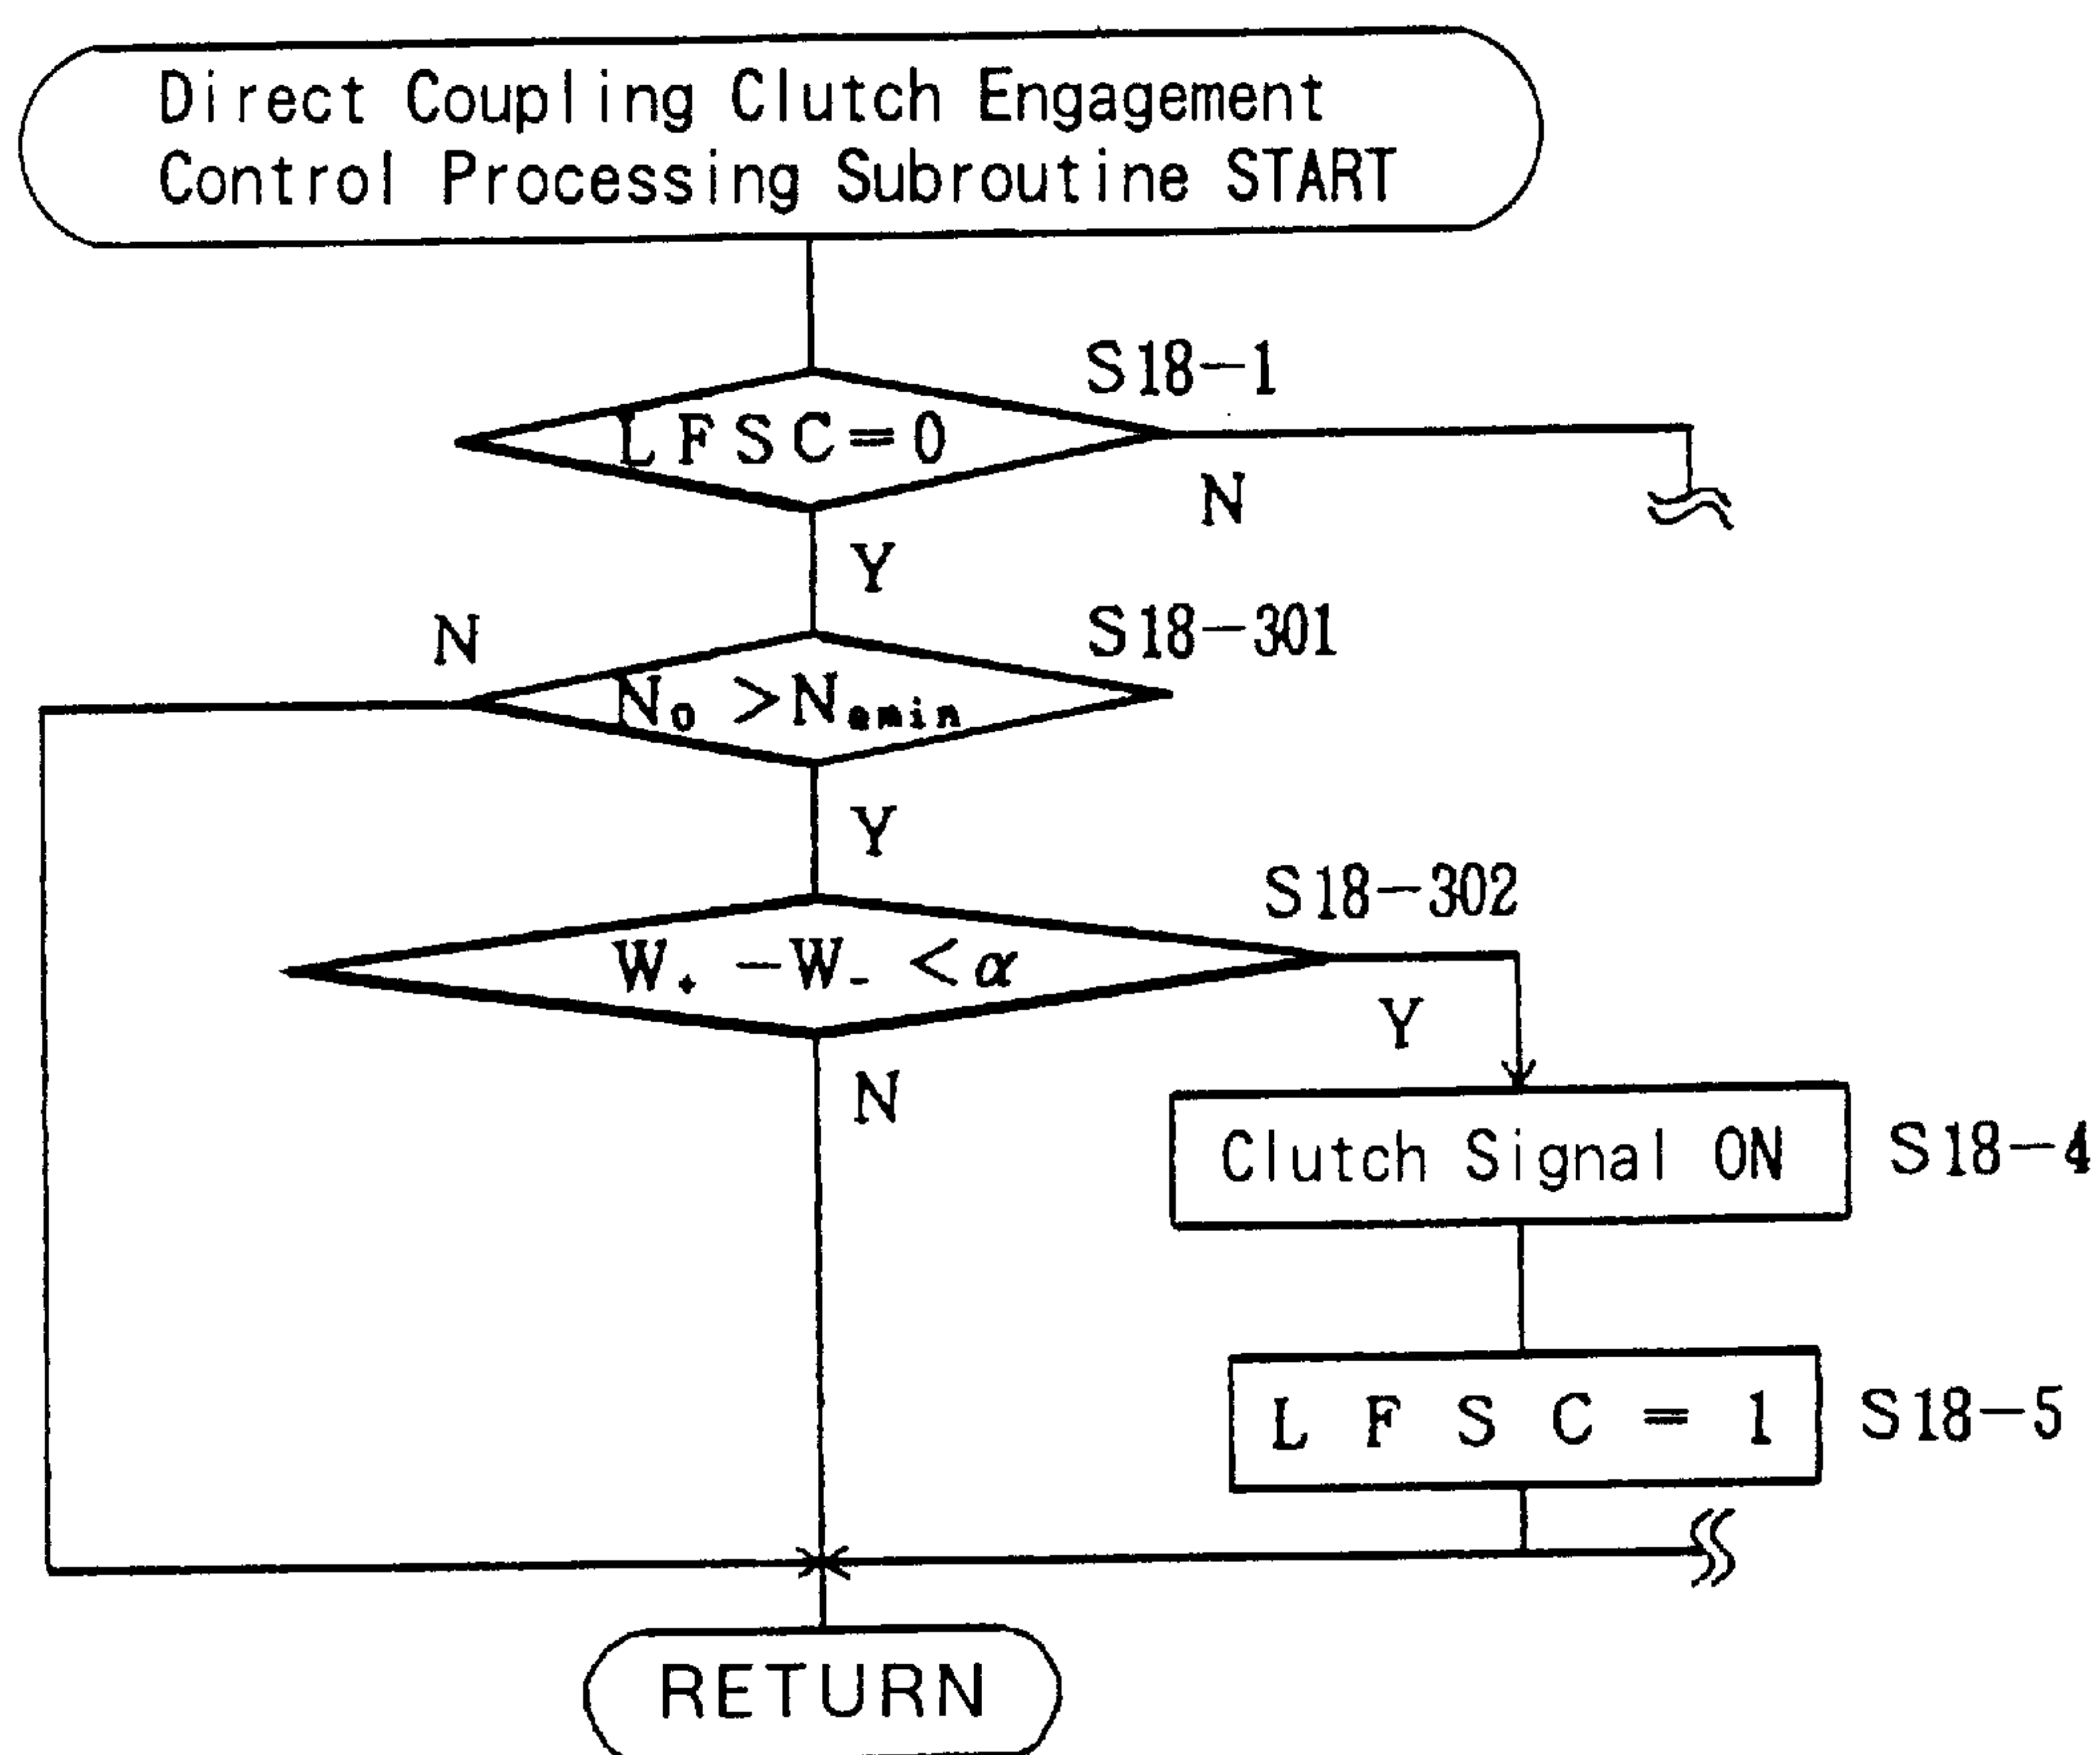 Direct Coupling Clutch Engagement
Control Processing Subroutine START
S18-1
LFSC=0
N
Y
N
S18-301
N₀ >Nemin
Y
S18-302
W₊ -W₋ <α
Y
N
Clutch Signal ON
S18-4
LFSC=1
S18-5
RETURN